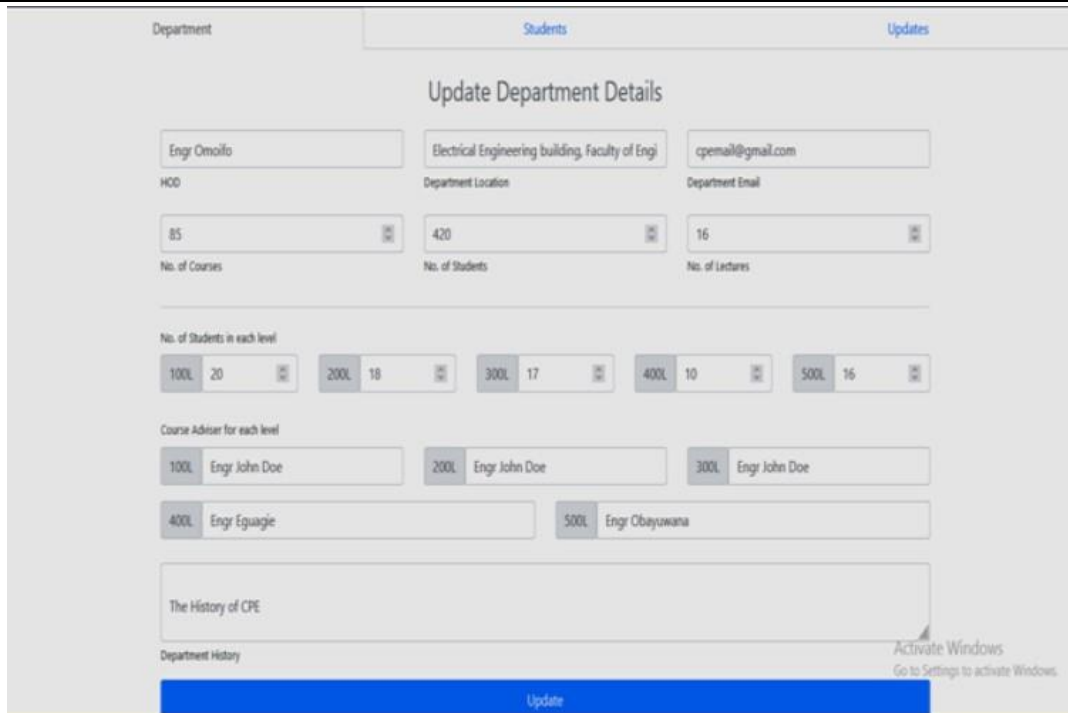 Department Students Updates
Update Department Details
Engr Omoifo Electrical Engineering building, Faculty of Engi cpemail@gmail.com
HOD Department Location Department Email
85 420 16
No. of Courses No. of Students No. of Lectures
No. of Students in each level
100L 20 200L 18 300L 17 400L 10 500L 16
Course Adviser for each level
100L Engr John Doe 200L Engr John Doe 300L Engr John Doe
400L Engr Eguagie 500L Engr Obayuwana
The History of CPE
Department History
Activate Windows
Go to Settings to activate Windows.
Update